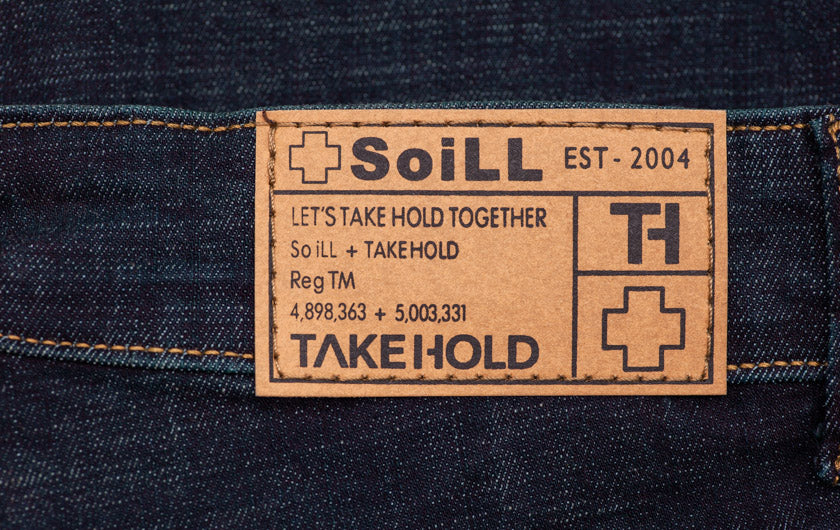 SoiLL EST - 2004
LET'S TAKE HOLD TOGETHER
So iLL + TAKEHOLD
Reg TM
4,898,363 + 5,003,331
TAKEHOLD
TH